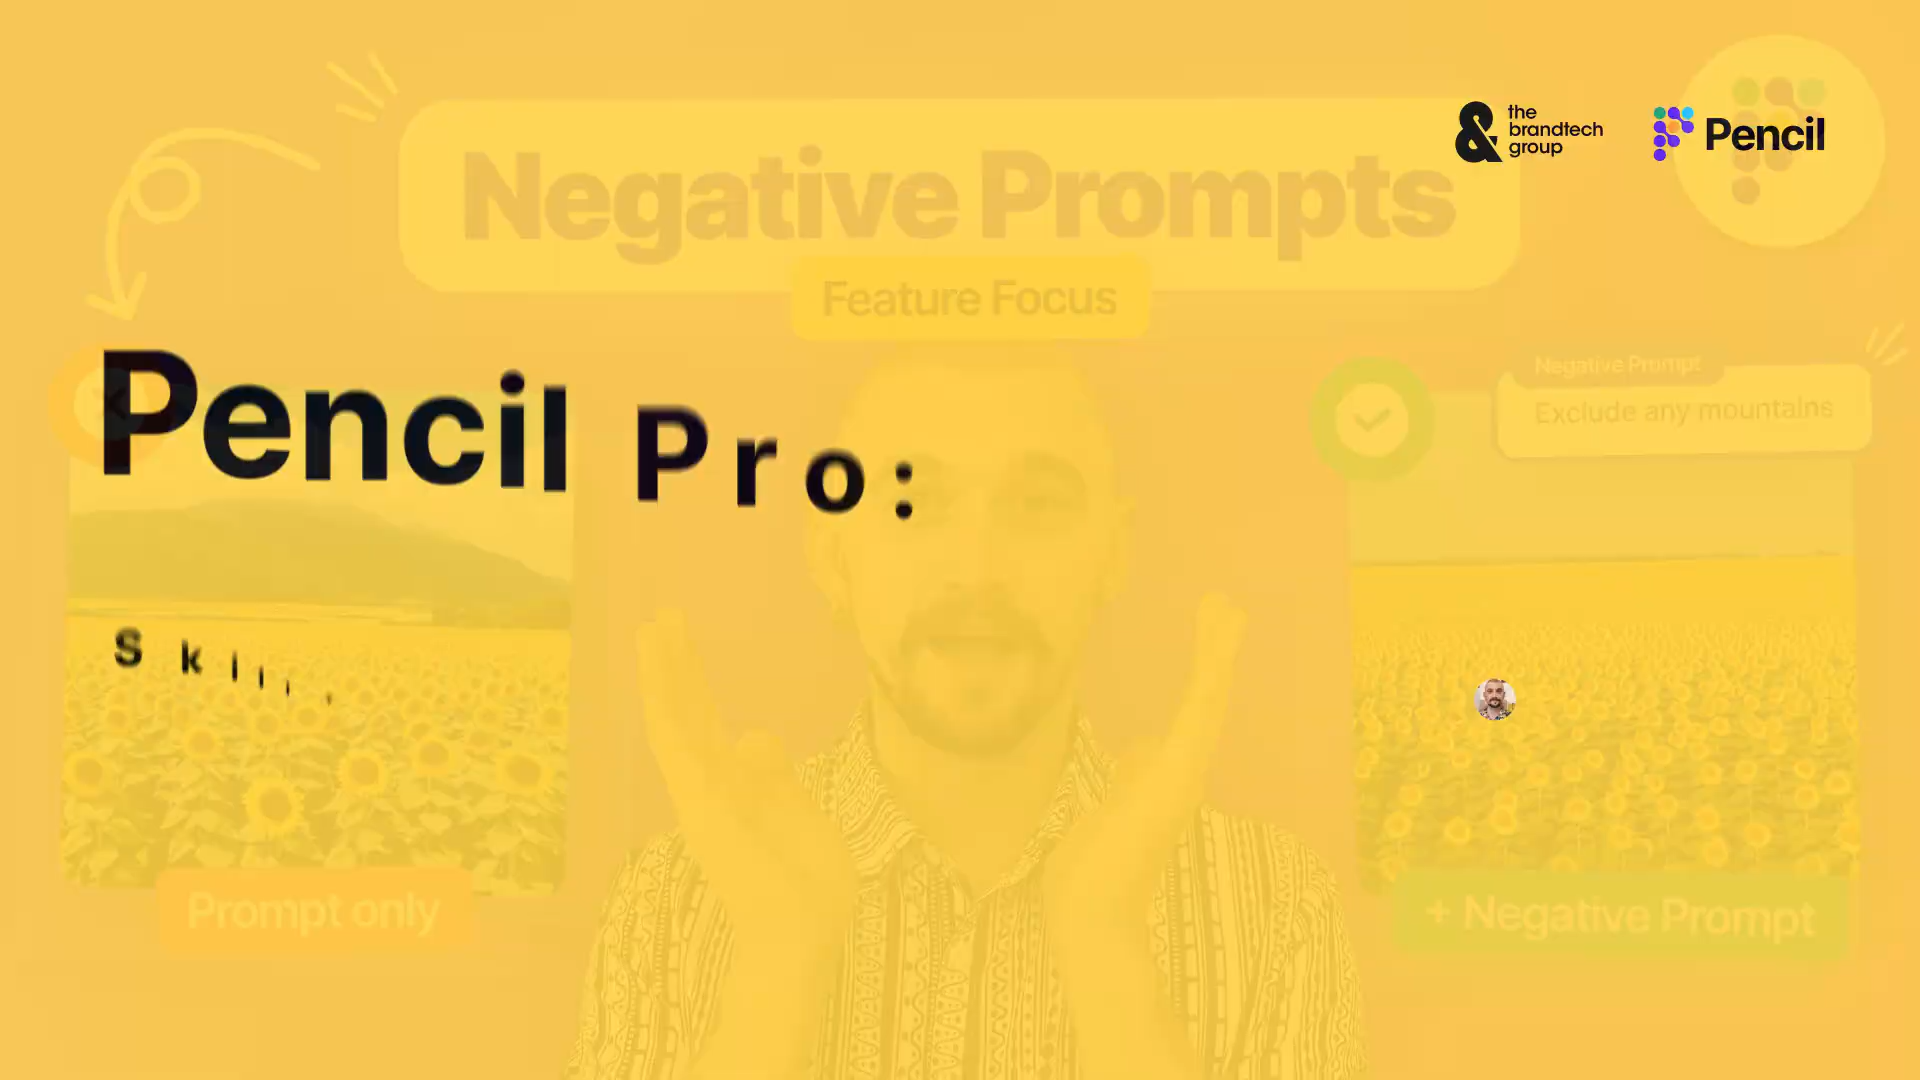 Negative Prompts
Feature Focus
the
brandtech
group
Pencil
Pencil Pro:
Negative Prompt
Exclude any mountains
Prompt only
+ Negative Prompt